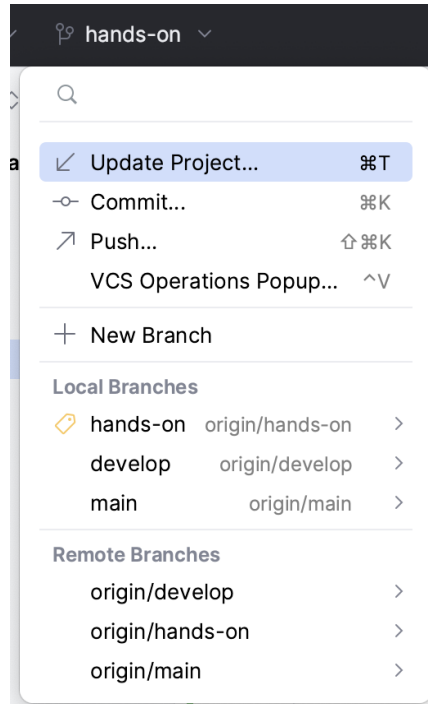 hands-on
a
Update Project... ⌘T
Commit... ⌘K
Push... ⇧⌘K
VCS Operations Popup... ^V
New Branch
Local Branches
hands-on origin/hands-on
develop origin/develop
main origin/main
Remote Branches
origin/develop
origin/hands-on
origin/main